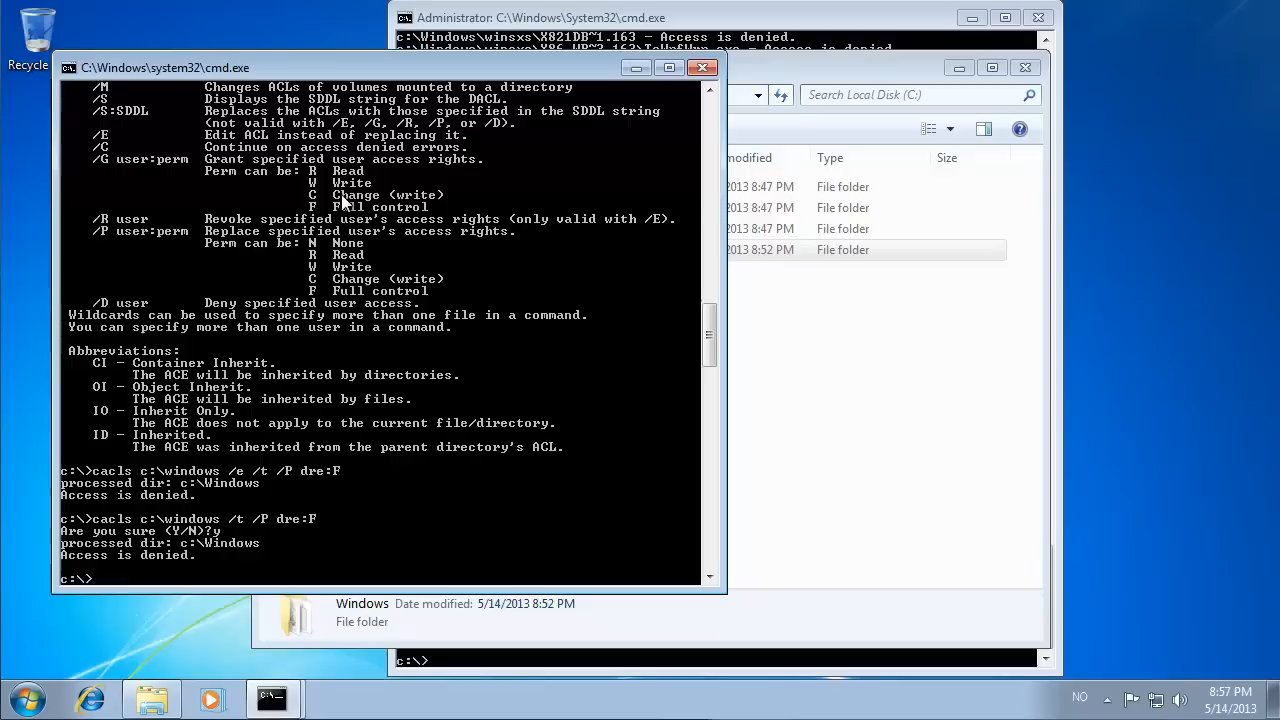 Recycle
Administrator: C:\Windows\System32\cmd.exe
c:\Windows\winsxs\X821DB~1.163 - Access is denied.
- Access is denied.
C:\Windows\system32\cmd.exe
/M Changes ACLs of volumes mounted to a directory
/S Displays the SDDL string for the DACL.
/S:SDDL Replaces the ACLs with those specified in the SDDL string
(not valid with /E, /G, /R, /P, or /D).
/E Edit ACL instead of replacing it.
/C Continue on access denied errors.
/G user:perm Grant specified user access rights.
Perm can be: R Read
W Write
C Change (write)
F Full control
/R user Revoke specified user's access rights (only valid with /E).
/P user:perm Replace specified user's access rights.
Perm can be: N None
R Read
W Write
C Change (write)
F Full control
/D user Deny specified user access.
Wildcards can be used to specify more than one file in a command.
You can specify more than one user in a command.
Abbreviations:
CI - Container Inherit.
The ACE will be inherited by directories.
OI - Object Inherit.
The ACE will be inherited by files.
IO - Inherit Only.
The ACE does not apply to the current file/directory.
ID - Inherited.
The ACE was inherited from the parent directory's ACL.
c:\>cacls c:\windows /e /t /P dre:F
processed dir: c:\Windows
Access is denied.
c:\>cacls c:\windows /t /P dre:F
Are you sure (Y/N)?y
processed dir: c:\Windows
Access is denied.
c:\>
Search Local Disk (C:)
modified Type Size
2013 8:47 PM File folder
2013 8:47 PM File folder
2013 8:47 PM File folder
2013 8:52 PM File folder
Windows Date modified: 5/14/2013 8:52 PM
File folder
c:\>
NO
8:57 PM
5/14/2013